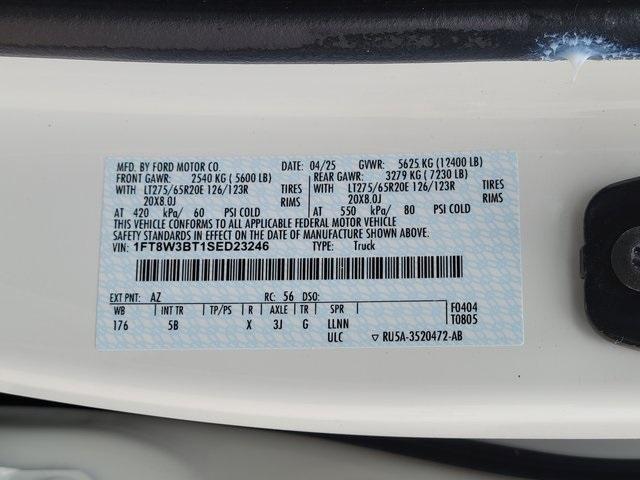 MFD. BY FORD MOTOR CO. DATE: 04/25 GVWR: 5625 KG (12400 LB)
FRONT GAWR: 2540 KG ( 5600 LB) REAR GAWR: 3279 KG ( 7230 LB)
WITH LT275/65R20E 126/123R TIRES WITH LT275/65R20E 126/123R TIRES
20X8.0J RIMS 20X8.0J RIMS
AT 420 kPa/ 60 PSI COLD AT 550 kPa/ 80 PSI COLD
THIS VEHICLE CONFORMS TO ALL APPLICABLE FEDERAL MOTOR VEHICLE
SAFETY STANDARDS IN EFFECT ON THE DATE OF MANUFACTURE SHOWN ABOVE.
VIN: 1FT8W3BT1SED23246 TYPE: Truck
EXT PNT: AZ RC: 56 DSO:
WB INT TR TP/PS R AXLE TR SPR F0404
176 5B X 3J G LLNN T0805
ULC ▽ RU5A-3520472-AB